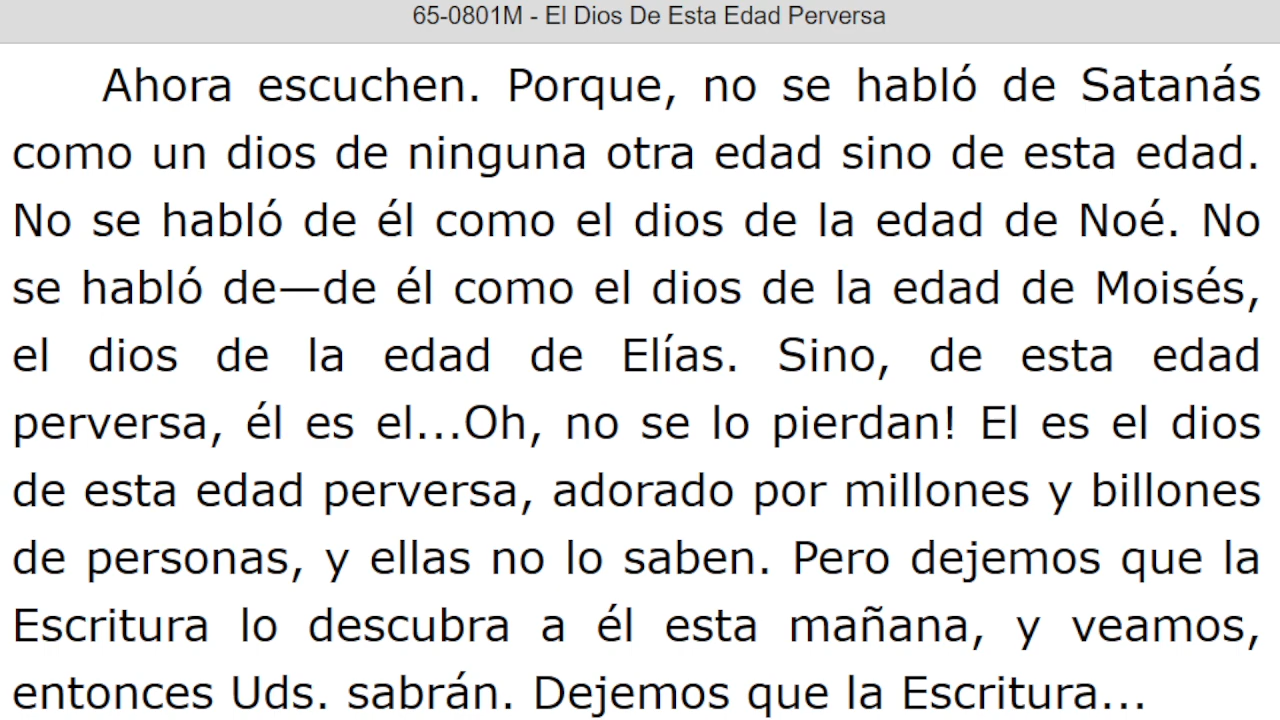 65-0801M - El Dios De Esta Edad Perversa
Ahora escuchen. Porque, no se habló de Satanás
como un dios de ninguna otra edad sino de esta edad.
No se habló de él como el dios de la edad de Noé. No
se habló de—de él como el dios de la edad de Moisés,
el dios de la edad de Elías. Sino, de esta edad
perversa, él es el...Oh, no se lo pierdan! El es el dios
de esta edad perversa, adorado por millones y billones
de personas, y ellas no lo saben. Pero dejemos que la
Escritura lo descubra a él esta mañana, y veamos,
entonces Uds. sabrán. Dejemos que la Escritura...